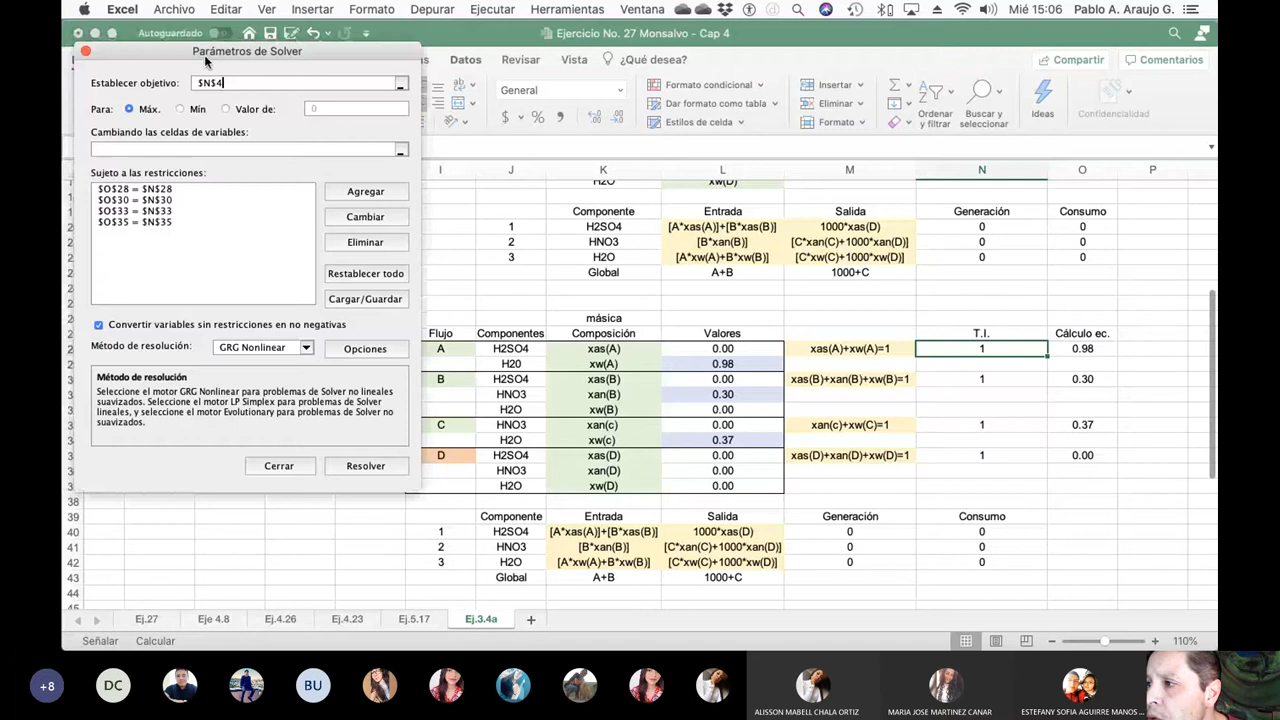 Excel Archivo Editar Ver Insertar Formato Depurar Ejecutar Herramientas Ventana Mié 15:06 Pablo A. Araujo G.
Autoguardado Ejercicio No. 27 Monsalvo - Cap 4
Datos Revisar Vista ¿Qué desea? Compartir Comentarios
General
Formato condicional
Dar formato como tabla
Estilos de celda
Insertar
Eliminar
Formato
Ordenar y filtrar
Buscar y seleccionar
Ideas
Confidencialidad
Parámetros de Solver
Establecer objetivo: $N$4
Para: Máx. Mín Valor de: 0
Cambiando las celdas de variables:
Sujeto a las restricciones:
$O$28 = $N$28
$O$30 = $N$30
$O$33 = $N$33
$O$35 = $N$35
Agregar
Cambiar
Eliminar
Restablecer todo
Cargar/Guardar
Convertir variables sin restricciones en no negativas
Método de resolución: GRG Nonlinear Opciones
Método de resolución
Seleccione el motor GRG Nonlinear para problemas de Solver no lineales
suavizados. Seleccione el motor LP Simplex para problemas de Solver
lineales, y seleccione el motor Evolutionary para problemas de Solver no
suavizados.
Cerrar Resolver
I J K L M N O P
H2O xw(D)
Componente Entrada Salida Generación Consumo
1 H2SO4 [A*xas(A)]+[B*xas(B)] 1000*xas(D) 0 0
2 HNO3 [B*xan(B)] [C*xan(C)+1000*xan(D)] 0 0
3 H2O [A*xw(A)+B*xw(B)] [C*xw(C)+1000*xw(D)] 0 0
Global A+B 1000+C
másica
Flujo Componentes Composición Valores T.I. Cálculo ec.
A H2SO4 xas(A) 0.00 xas(A)+xw(A)=1 1 0.98
H20 xw(A) 0.98
B H2SO4 xas(B) 0.00 xas(B)+xan(B)+xw(B)=1 1 0.30
HNO3 xan(B) 0.30
H2O xw(B) 0.00
C HNO3 xan(c) 0.00 xan(c)+xw(C)=1 1 0.37
H2O xw(c) 0.37
D H2SO4 xas(D) 0.00 xas(D)+xan(D)+xw(D)=1 1 0.00
HNO3 xan(D) 0.00
H2O xw(D) 0.00
38
39 Componente Entrada Salida Generación Consumo
40 1 H2SO4 [A*xas(A)]+[B*xas(B)] 1000*xas(D) 0 0
41 2 HNO3 [B*xan(B)] [C*xan(C)+1000*xan(D)] 0 0
42 3 H2O [A*xw(A)+B*xw(B)] [C*xw(C)+1000*xw(D)] 0 0
43 Global A+B 1000+C
44
45
Ej.27 Eje 4.8 Ej.4.26 Ej.4.23 Ej.5.17 Ej.3.4a
Señalar Calcular 110%
+8 DC BU
ALISSON MABELL CHALA ORTIZ MARIA JOSE MARTINEZ CANAR ESTEFANY SOFIA AGUIRRE MANOS ...